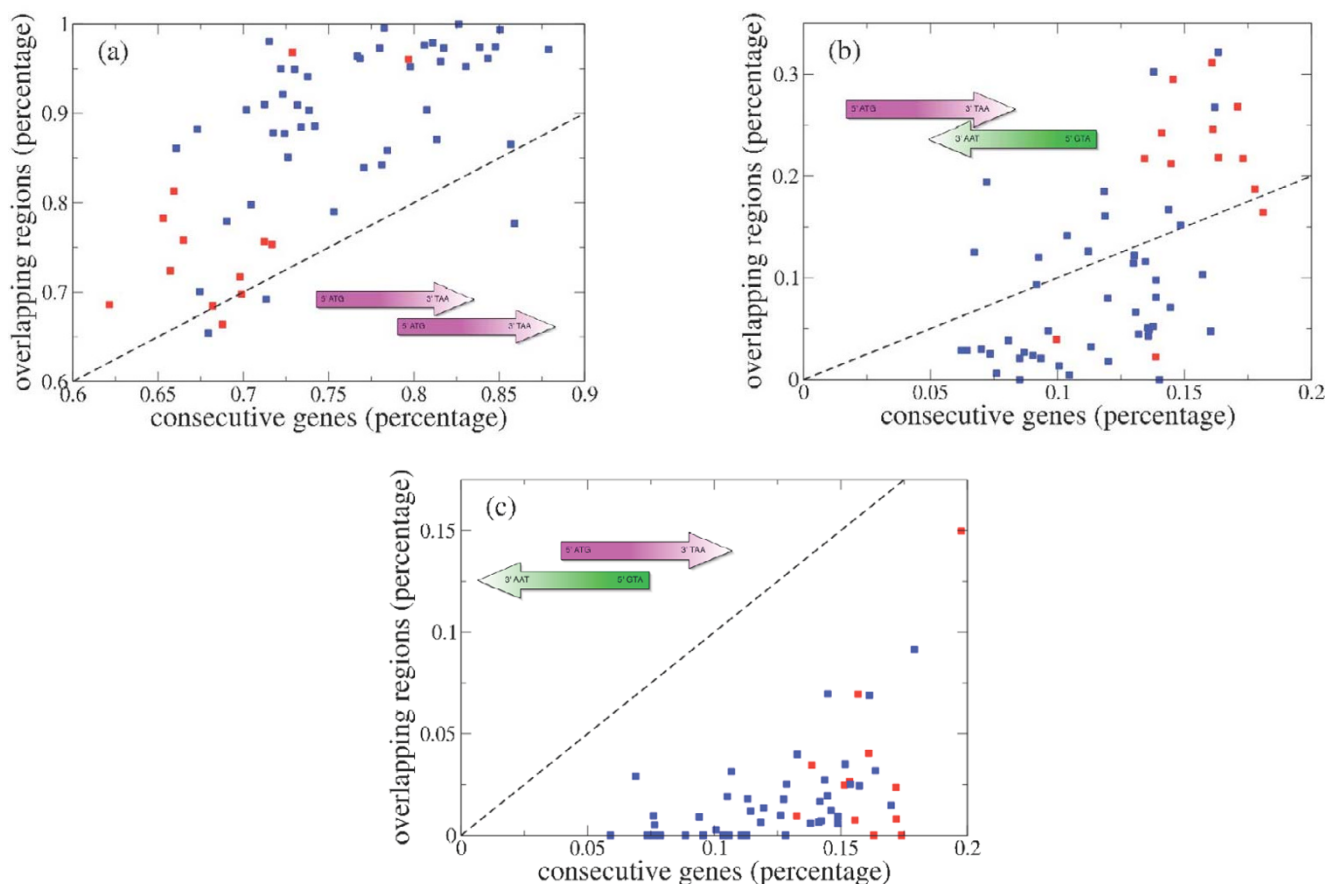 (a)
overlapping regions (percentage)
1
0.9
0.8
0.7
0.6
5' ATG 3' TAA
5' ATG 3' TAA
0.6 0.65 0.7 0.75 0.8 0.85 0.9
consecutive genes (percentage)
(b)
overlapping regions (percentage)
0.3
0.2
0.1
0
5' ATG 3' TAA
3' AAT 5' GTA
0 0.05 0.1 0.15 0.2
consecutive genes (percentage)
(c)
overlapping regions (percentage)
0.15
0.1
0.05
0
5' ATG 3' TAA
3' AAT 5' GTA
0 0.05 0.1 0.15 0.2
consecutive genes (percentage)